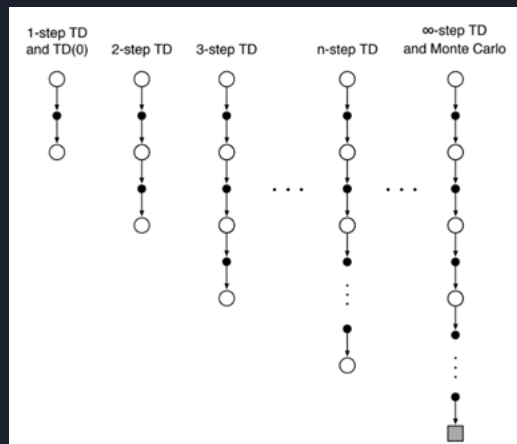 1-step TD
and TD(0)
2-step TD
3-step TD
n-step TD
∞-step TD
and Monte Carlo